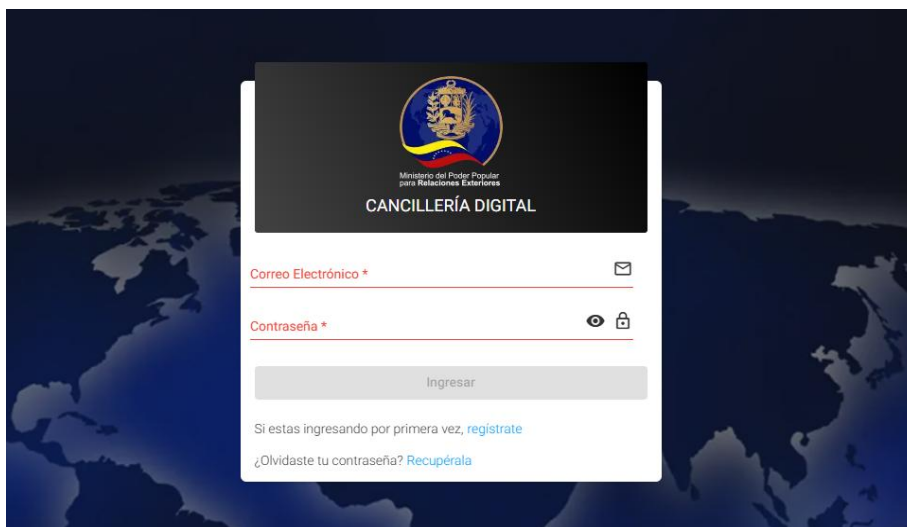 Ministerio del Poder Popular
para Relaciones Exteriores
CANCILLERÍA DIGITAL
Correo Electrónico *
Contraseña *
Ingresar
Si estas ingresando por primera vez, regístrate
¿Olvidaste tu contraseña? Recupérala